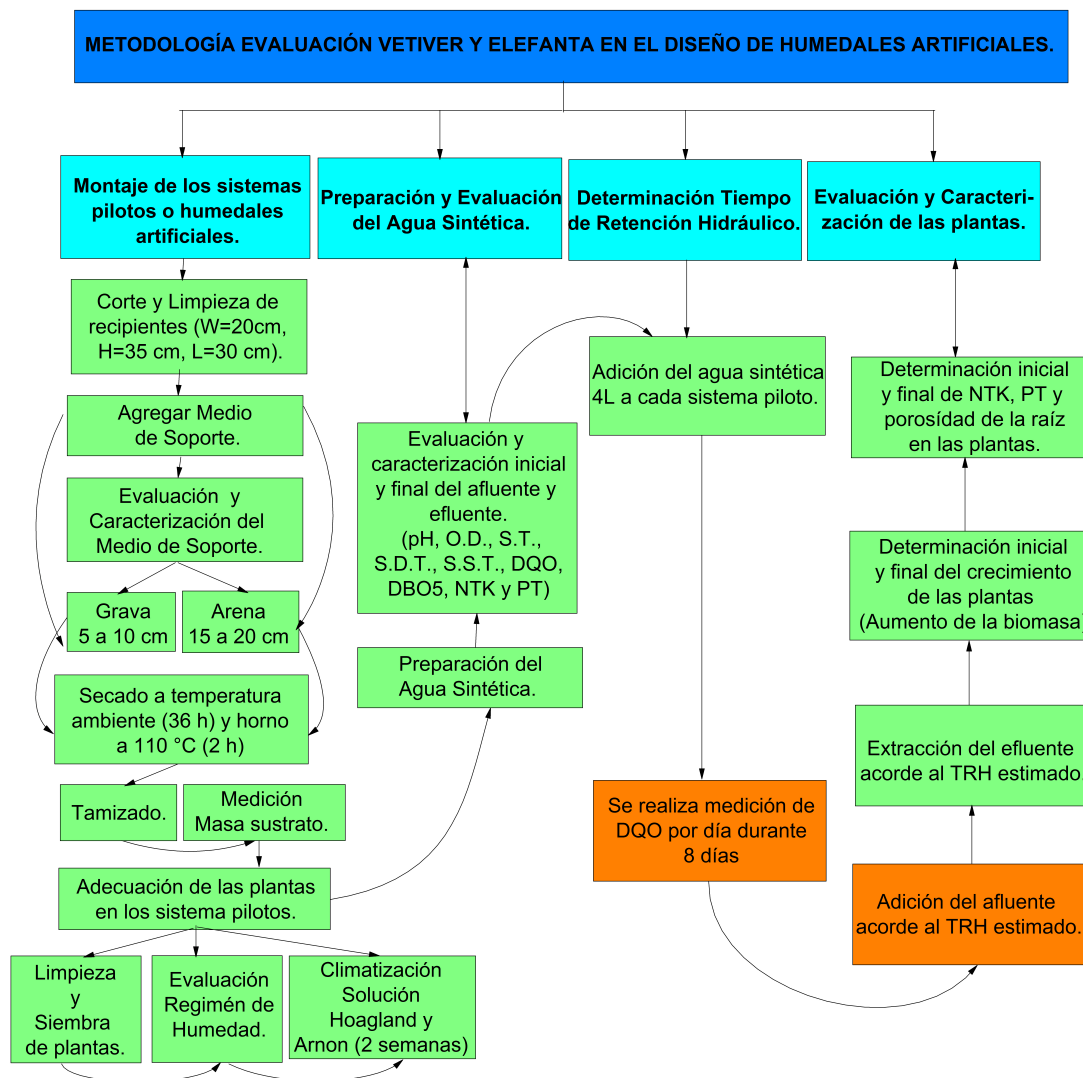 METODOLOGÍA EVALUACIÓN VETIVER Y ELEFANTA EN EL DISEÑO DE HUMEDALES ARTIFICIALES.
Montaje de los sistemas
pilotos o humedales
artificiales.
Preparación y Evaluación
del Agua Sintética.
Determinación Tiempo
de Retención Hidráulico.
Evaluación y Caracteri-
zación de las plantas.
Corte y Limpieza de
recipientes (W=20cm,
H=35 cm, L=30 cm).
Agregar Medio
de Soporte.
Evaluación y
Caracterización del
Medio de Soporte.
Grava
5 a 10 cm
Arena
15 a 20 cm
Secado a temperatura
ambiente (36 h) y horno
a 110 °C (2 h)
Tamizado.
Medición
Masa sustrato.
Adecuación de las plantas
en los sistema pilotos.
Limpieza
y
Siembra
de plantas.
Evaluación
Regimén de
Humedad.
Climatización
Solución
Hoagland y
Arnon (2 semanas)
Evaluación y
caracterización inicial
y final del afluente y
efluente.
(pH, O.D., S.T.,
S.D.T., S.S.T., DQO,
DBO5, NTK y PT)
Preparación del
Agua Sintética.
Adición del agua sintética
4L a cada sistema piloto.
Se realiza medición de
DQO por día durante
8 días
Determinación inicial
y final de NTK, PT y
porosídad de la raíz
en las plantas.
Determinación inicial
y final del crecimiento
de las plantas
(Aumento de la biomasa)
Extracción del efluente
acorde al TRH estimado.
Adición del afluente
acorde al TRH estimado.